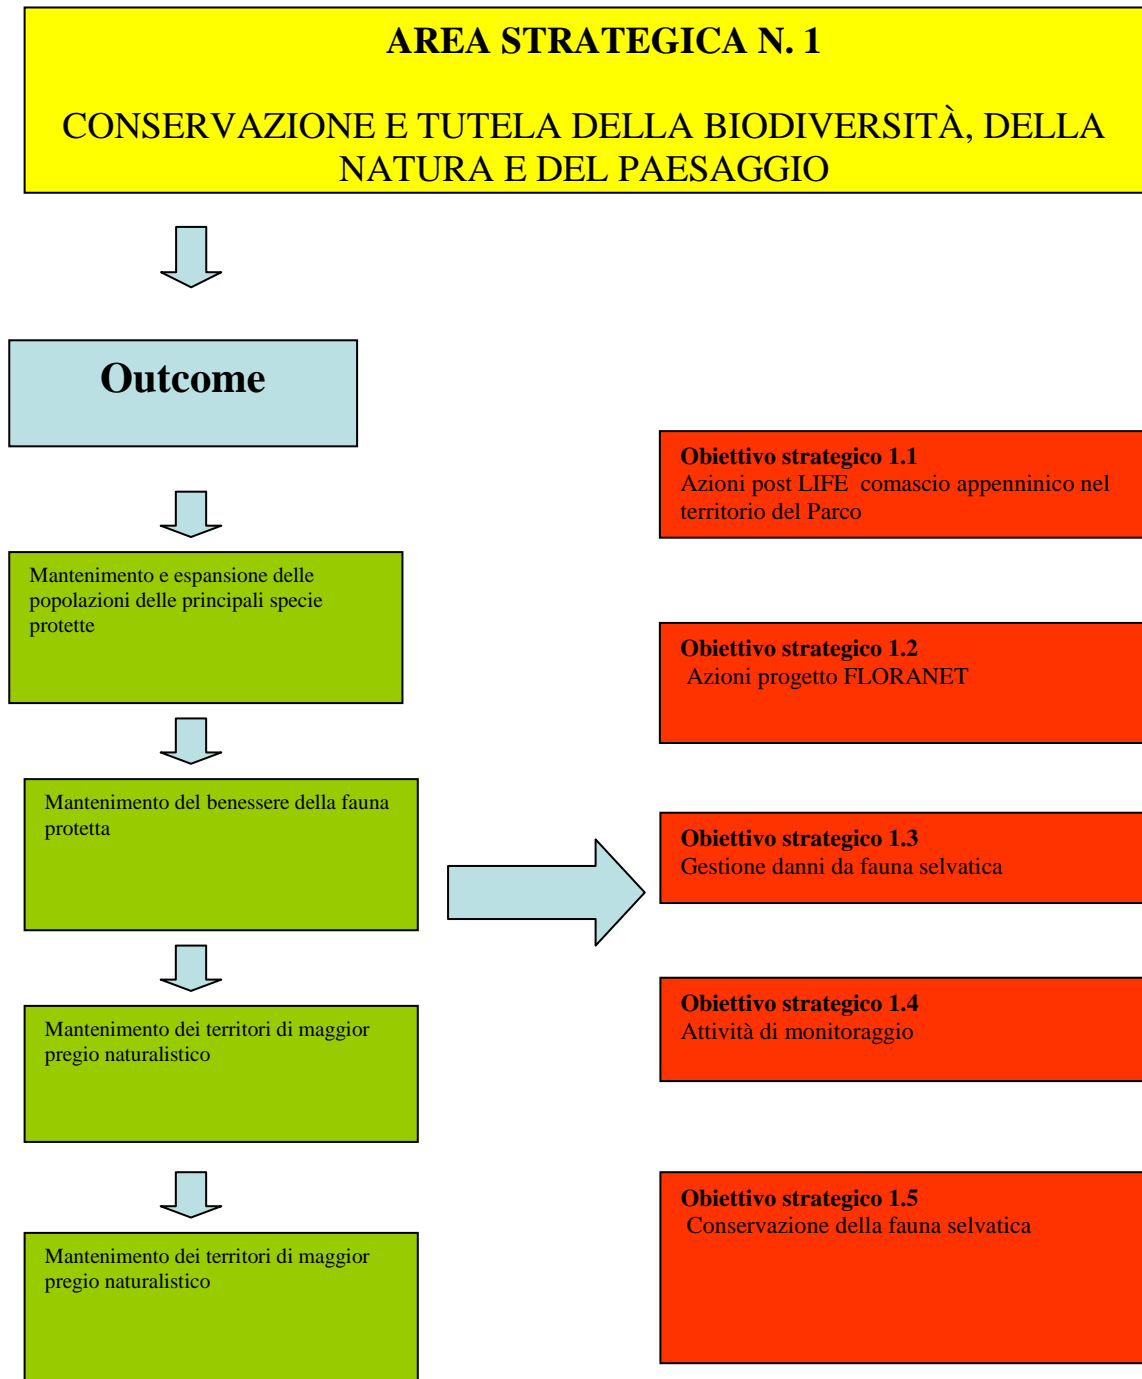 AREA STRATEGICA N. 1
CONSERVAZIONE E TUTELA DELLA BIODIVERSITÀ, DELLA
NATURA E DEL PAESAGGIO
Outcome
Mantenimento e espansione delle
popolazioni delle principali specie
protette
Mantenimento del benessere della fauna
protetta
Mantenimento dei territori di maggior
pregio naturalistico
Mantenimento dei territori di maggior
pregio naturalistico
Obiettivo strategico 1.1
Azioni post LIFE comascio appenninico nel
territorio del Parco
Obiettivo strategico 1.2
Azioni progetto FLORANET
Obiettivo strategico 1.3
Gestione danni da fauna selvatica
Obiettivo strategico 1.4
Attività di monitoraggio
Obiettivo strategico 1.5
Conservazione della fauna selvatica